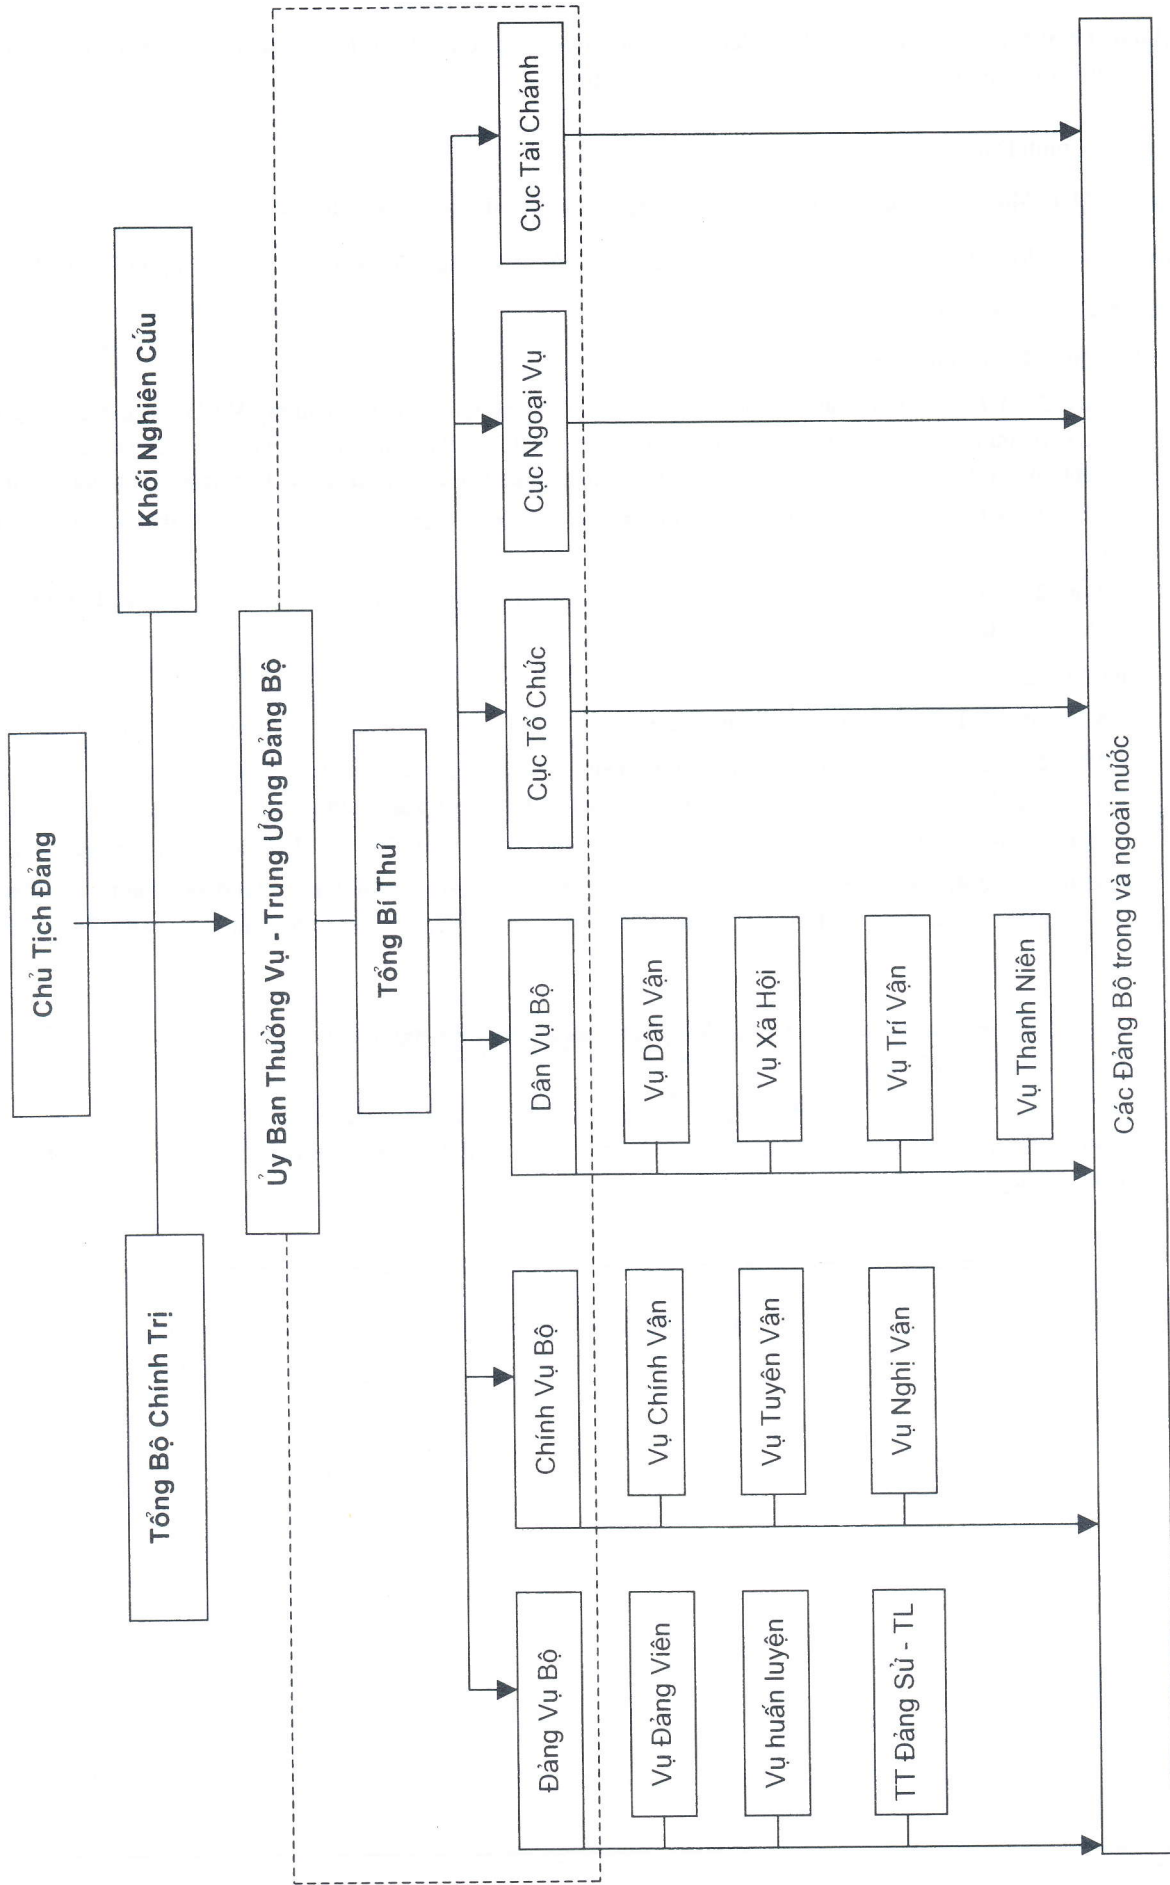 Chủ Tịch Đảng
Tổng Bộ Chính Trị
Khối Nghiên Cứu
Ủy Ban Thường Vụ - Trung Ương Đảng Bộ
Tổng Bí Thư
Đảng Vụ Bộ
Chính Vụ Bộ
Dân Vụ Bộ
Cục Tổ Chức
Cục Ngoại Vụ
Cục Tài Chánh
Vụ Đảng Viên
Vụ huấn luyện
TT Đảng Sử - TL
Vụ Chính Vận
Vụ Tuyên Vận
Vụ Nghị Vận
Vụ Dân Vận
Vụ Xã Hội
Vụ Trí Vận
Vụ Thanh Niên
Các Đảng Bộ trong và ngoài nước